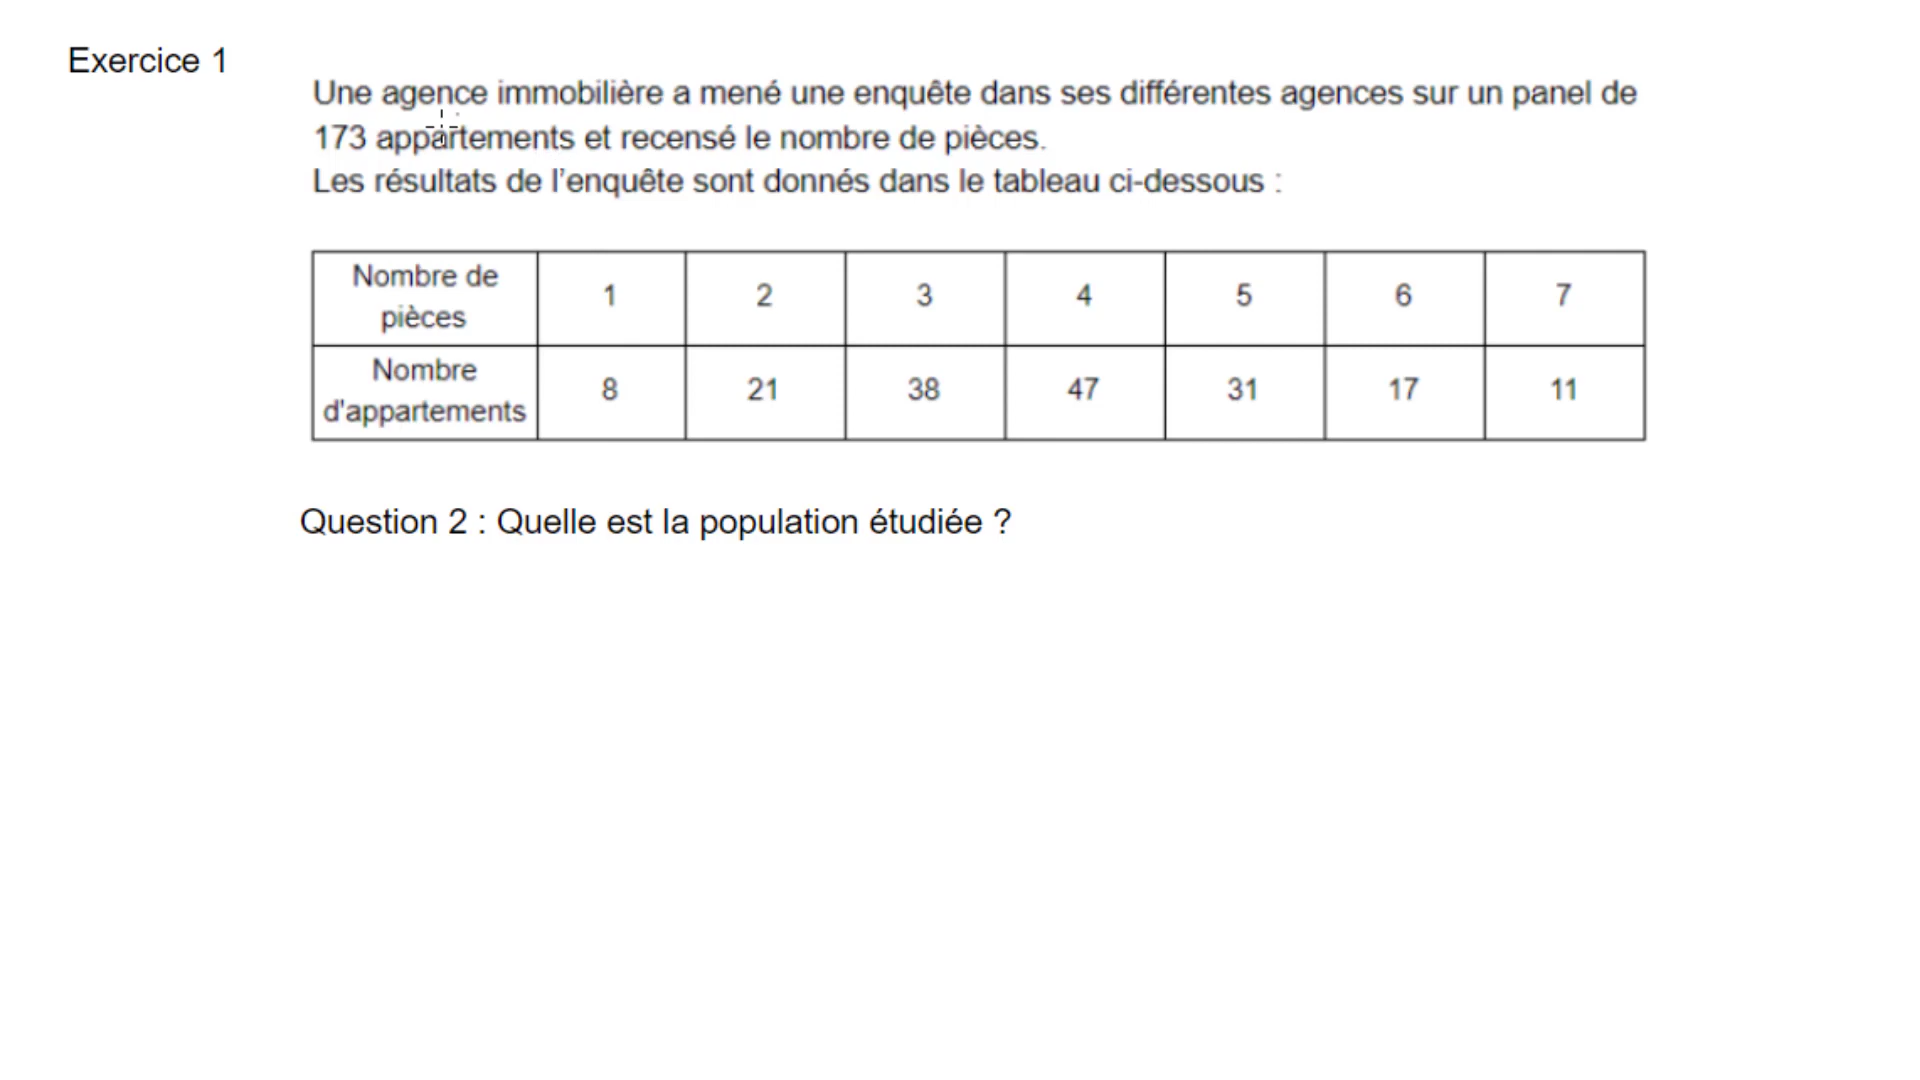 Exercice 1
Une agence immobilière a mené une enquête dans ses différentes agences sur un panel de
173 appartements et recensé le nombre de pièces.
Les résultats de l'enquête sont donnés dans le tableau ci-dessous :
Nombre de pièces 1 2 3 4 5 6 7
Nombre d'appartements 8 21 38 47 31 17 11
Question 2 : Quelle est la population étudiée ?